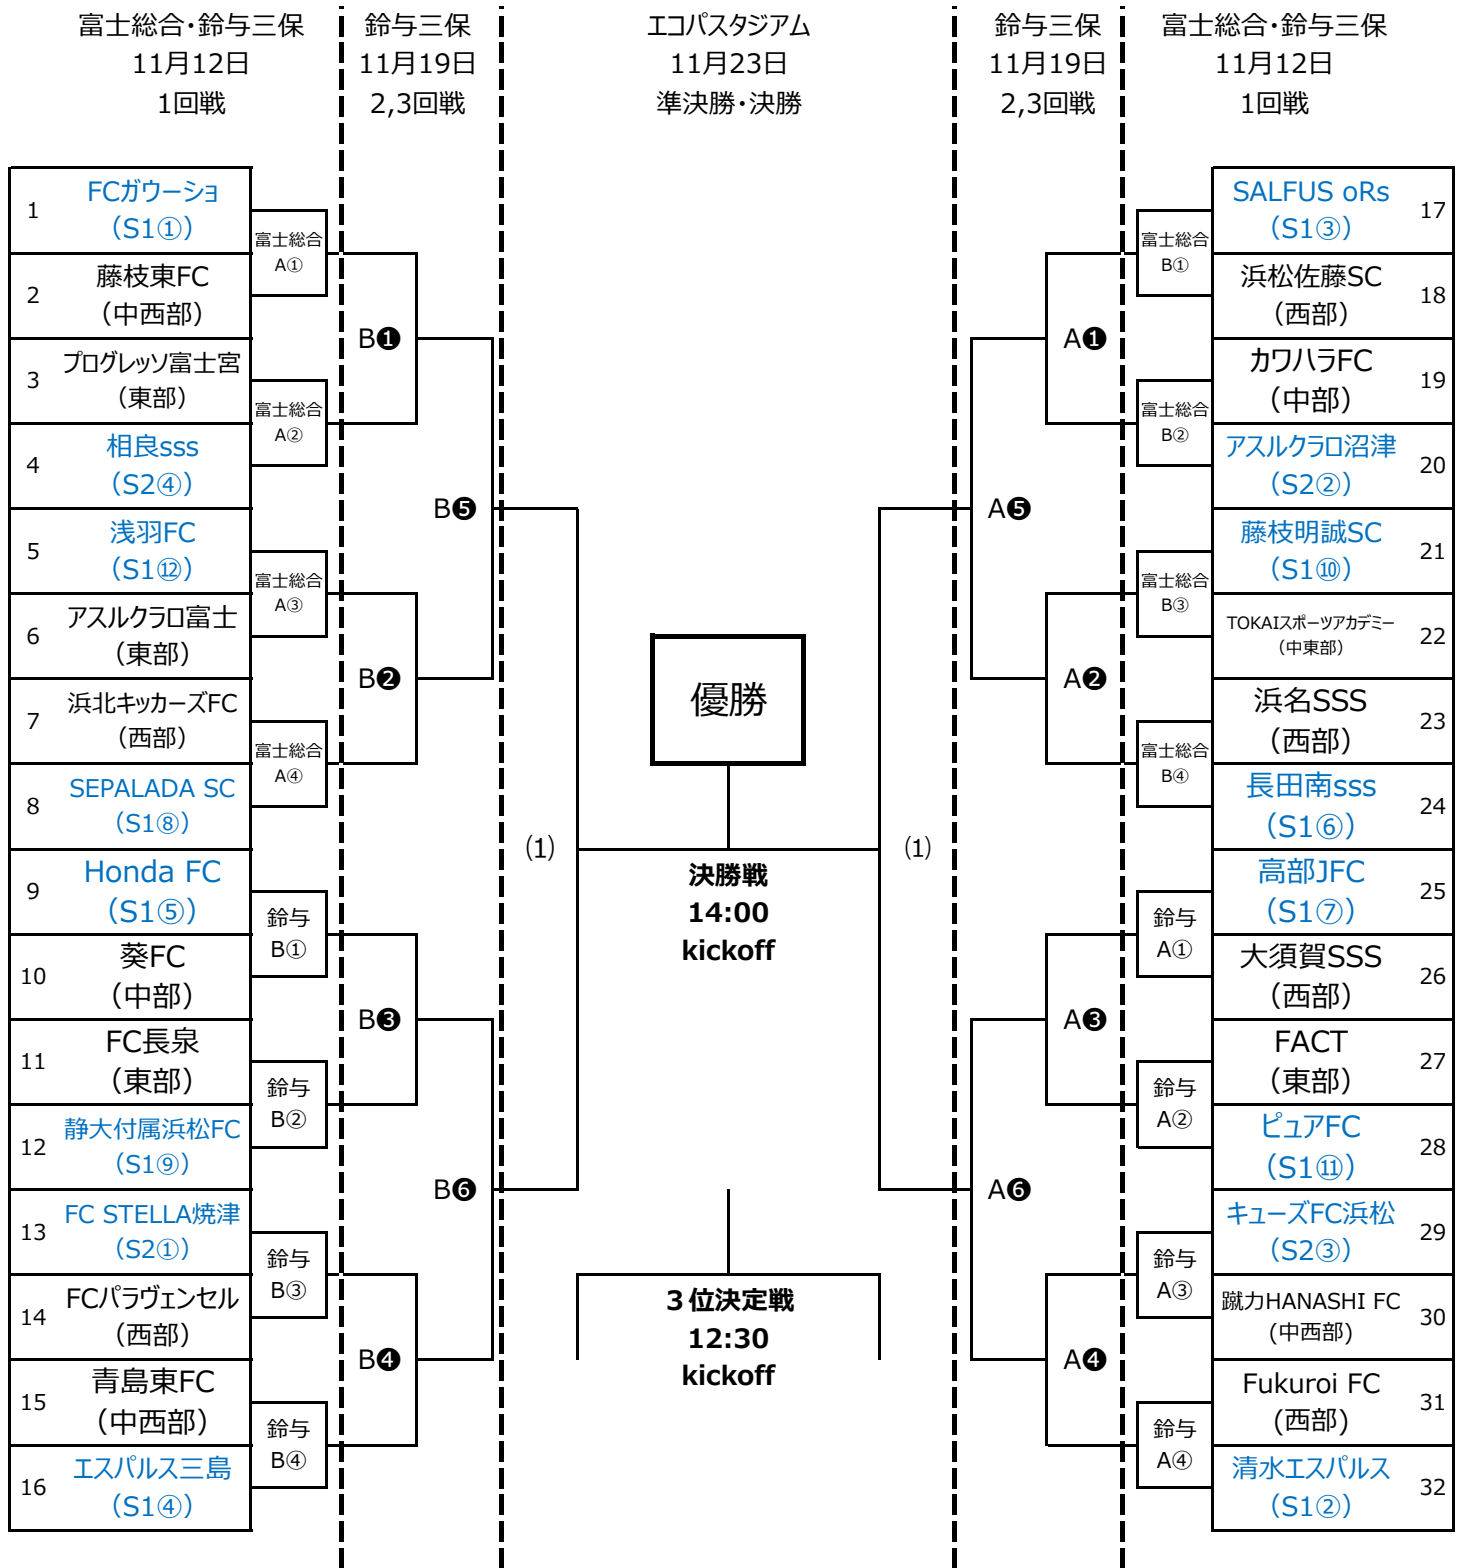 富士総合・鈴与三保
11月12日
1回戦
鈴与三保
11月19日
2,3回戦
エコパスタジアム
11月23日
準決勝・決勝
鈴与三保
11月19日
2,3回戦
富士総合・鈴与三保
11月12日
1回戦
1
FCガウーショ
（S1①）
2
藤枝東FC
（中西部）
3
プログレッソ富士宮
（東部）
4
相良sss
（S2④）
5
浅羽FC
（S1⑫）
6
アスルクラロ富士
（東部）
7
浜北キッカーズFC
（西部）
8
SEPALADA SC
（S1⑧）
9
Honda FC
（S1⑤）
10
葵FC
（中部）
11
FC長泉
（東部）
12
静大付属浜松FC
（S1⑨）
13
FC STELLA焼津
（S2①）
14
FCパラヴェンセル
（西部）
15
青島東FC
（中西部）
16
エスパルス三島
（S1④）
富士総合
A①
富士総合
A②
富士総合
A③
富士総合
A④
鈴与
B①
鈴与
B②
鈴与
B③
鈴与
B④
B❶
B❷
B❸
B❹
B❺
B❻
(1)
優勝
決勝戦
14:00
kickoff
３位決定戦
12:30
kickoff
(1)
A❺
A❻
A❶
A❷
A❸
A❹
富士総合
B①
富士総合
B②
富士総合
B③
富士総合
B④
鈴与
A①
鈴与
A②
鈴与
A③
鈴与
A④
SALFUS oRs
（S1③）
17
浜松佐藤SC
（西部）
18
カワハラFC
（中部）
19
アスルクラロ沼津
（S2②）
20
藤枝明誠SC
（S1⑩）
21
TOKAIスポーツアカデミー
（中東部）
22
浜名SSS
（西部）
23
長田南sss
（S1⑥）
24
高部JFC
（S1⑦）
25
大須賀SSS
（西部）
26
FACT
（東部）
27
ピュアFC
（S1⑪）
28
キューズFC浜松
（S2③）
29
蹴力HANASHI FC
(中西部)
30
Fukuroi FC
(西部)
31
清水エスパルス
（S1②）
32